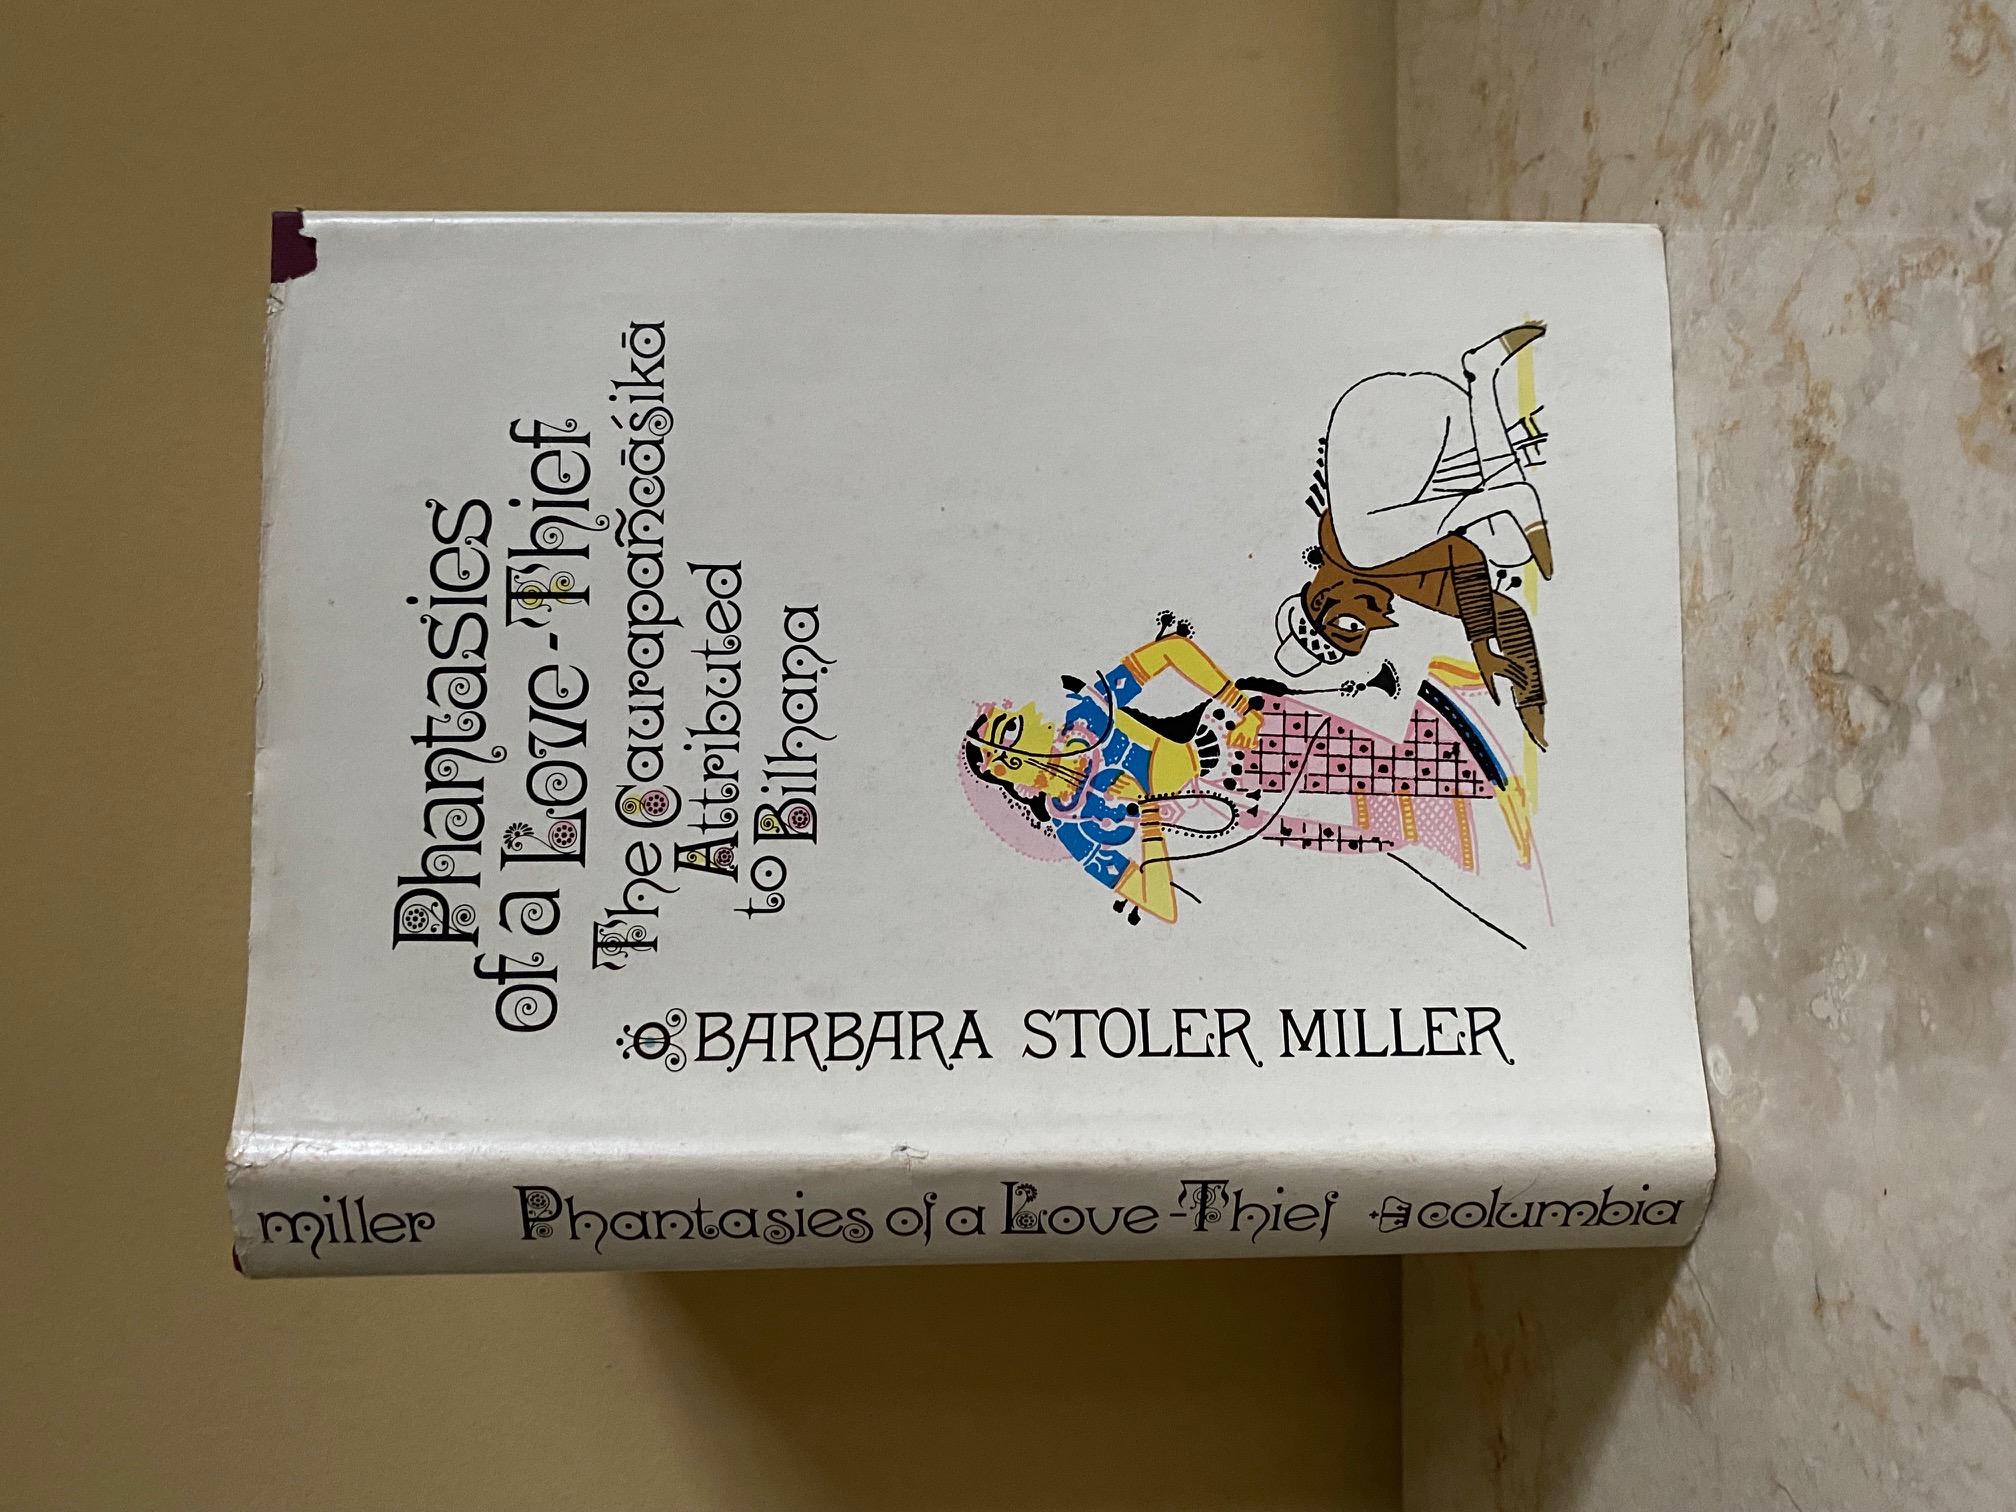 Phantasies
of a Love-Thief
The Caurapañcāśikā
Attributed
to Bilhaṇa
BARBARA STOLER MILLER
miller Phantasies of a Love-Thief columbia